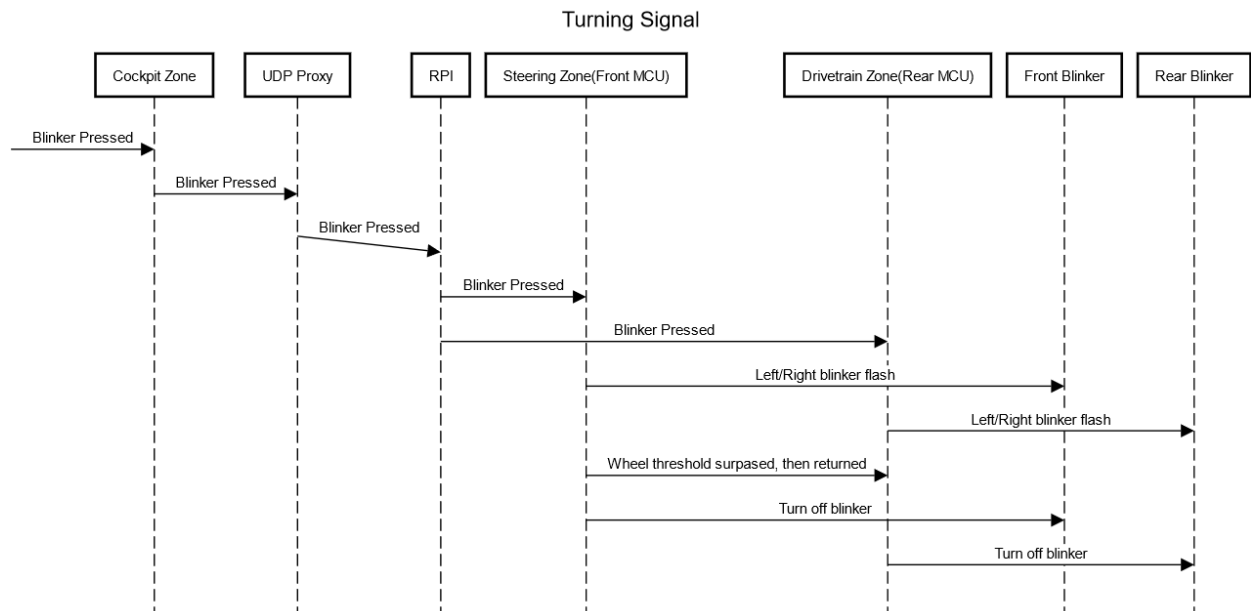 Turning Signal
Cockpit Zone
UDP Proxy
RPI
Steering Zone(Front MCU)
Drivetrain Zone(Rear MCU)
Front Blinker
Rear Blinker
Blinker Pressed
Blinker Pressed
Blinker Pressed
Blinker Pressed
Blinker Pressed
Left/Right blinker flash
Left/Right blinker flash
Wheel threshold surpased, then returned
Turn off blinker
Turn off blinker